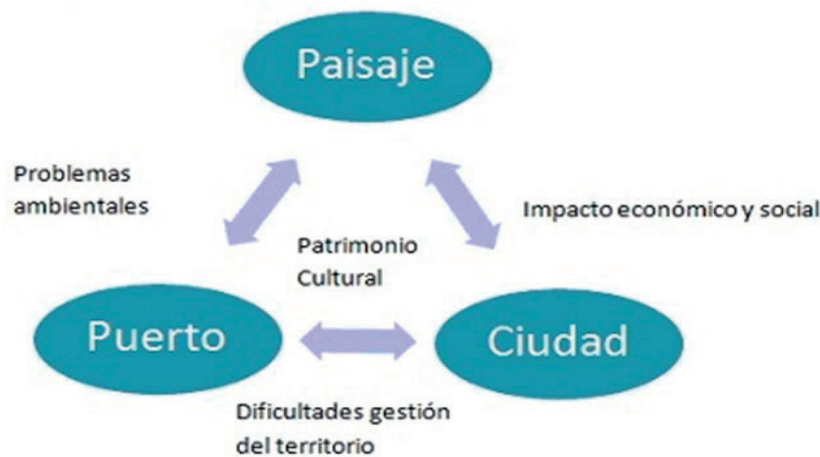 Paisaje
Problemas
ambientales
Impacto económico y social
Patrimonio
Cultural
Puerto
Ciudad
Dificultades gestión
del territorio